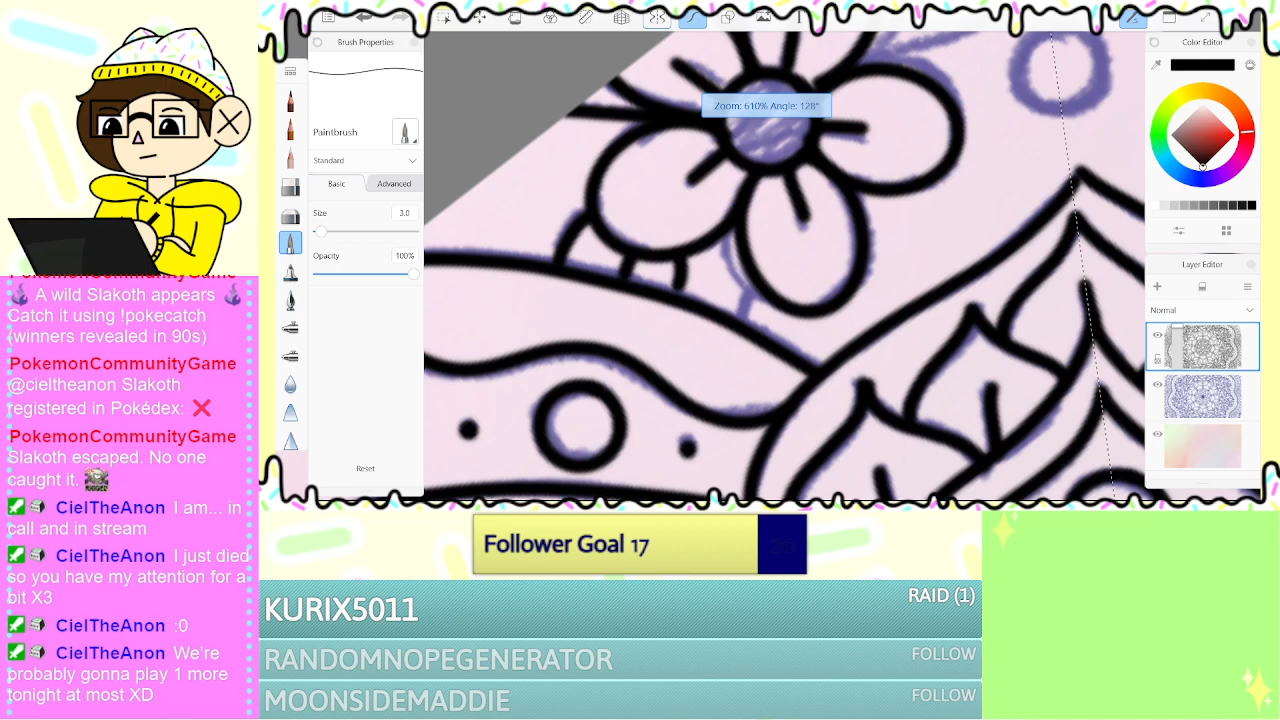 PokemonCommunityGame
A wild Slakoth appears
Catch it using !pokecatch
(winners revealed in 90s)
PokemonCommunityGame
@cieltheanon Slakoth
registered in Pokédex: ❌
PokemonCommunityGame
Slakoth escaped. No one
caught it.
CielTheAnon I am... in
call and in stream
CielTheAnon I just died
so you have my attention for a
bit X3
CielTheAnon :0
CielTheAnon We're
probably gonna play 1 more
tonight at most XD
Brush Properties
Paintbrush
Standard
Basic Advanced
Size 3.0
Opacity 100%
Reset
Zoom: 610% Angle: 128°
Color Editor
Layer Editor
Normal
Follower Goal 17
KURIX5011 RAID (1)
RANDOMNOPEGENERATOR FOLLOW
MOONSIDEMADDIE FOLLOW